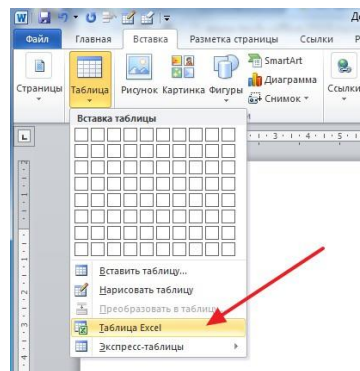 До
Файл Главная Вставка Разметка страницы Ссылки Р
Страницы Таблица Рисунок Картинка Фигуры SmartArt
Диаграмма
Снимок
Ссылки
Вставка таблицы
Вставить таблицу...
Нарисовать таблицу
Преобразовать в таблицу
Таблица Excel
Экспресс-таблицы